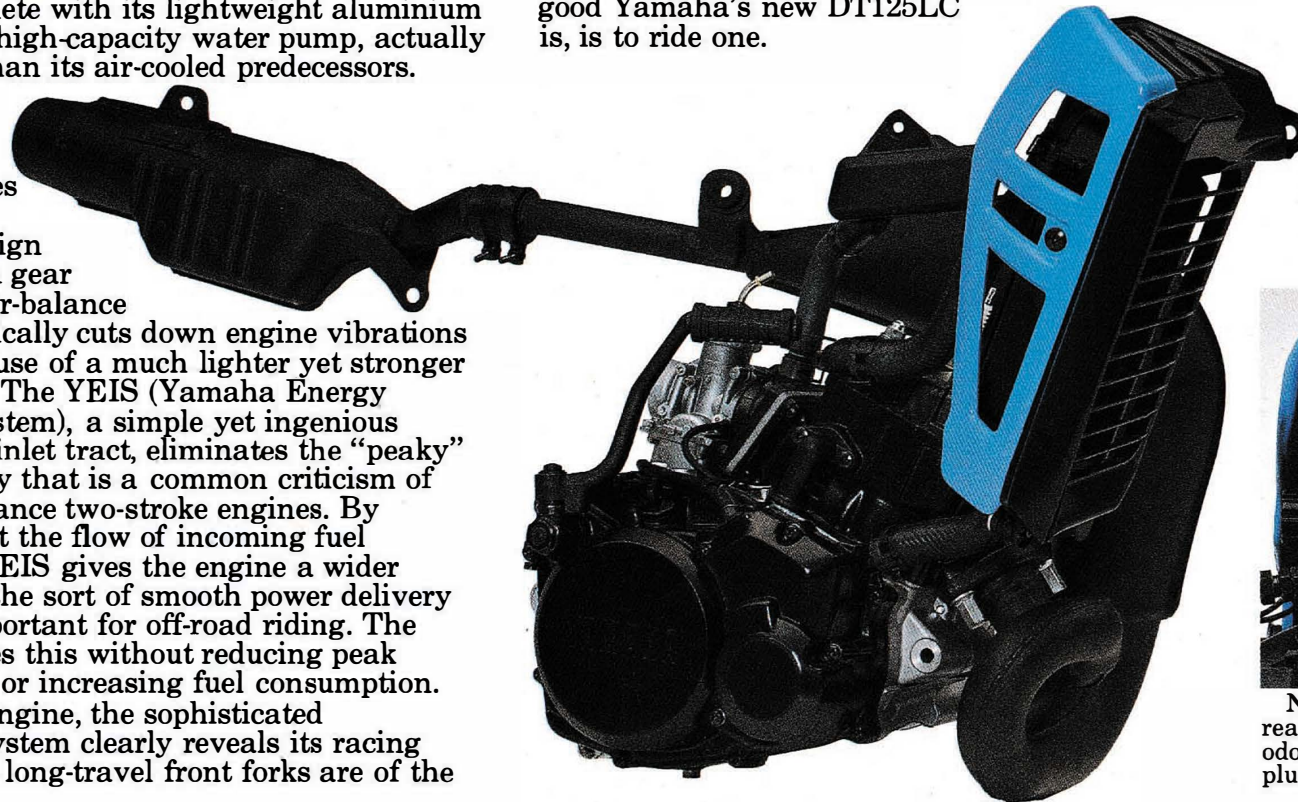 lete with its lightweight aluminium
high-capacity water pump, actually
han its air-cooled predecessors.
es
ign
gear
r-balance
ically cuts down engine vibrations
use of a much lighter yet stronger
The YEIS (Yamaha Energy
stem), a simple yet ingenious
inlet tract, eliminates the “peaky”
y that is a common criticism of
ance two-stroke engines. By
t the flow of incoming fuel
EIS gives the engine a wider
the sort of smooth power delivery
portant for off-road riding. The
es this without reducing peak
or increasing fuel consumption.
ngine, the sophisticated
ystem clearly reveals its racing
long-travel front forks are of the
good Yamaha's new DT125LC
is, is to ride one.
N
rea
odo
plu